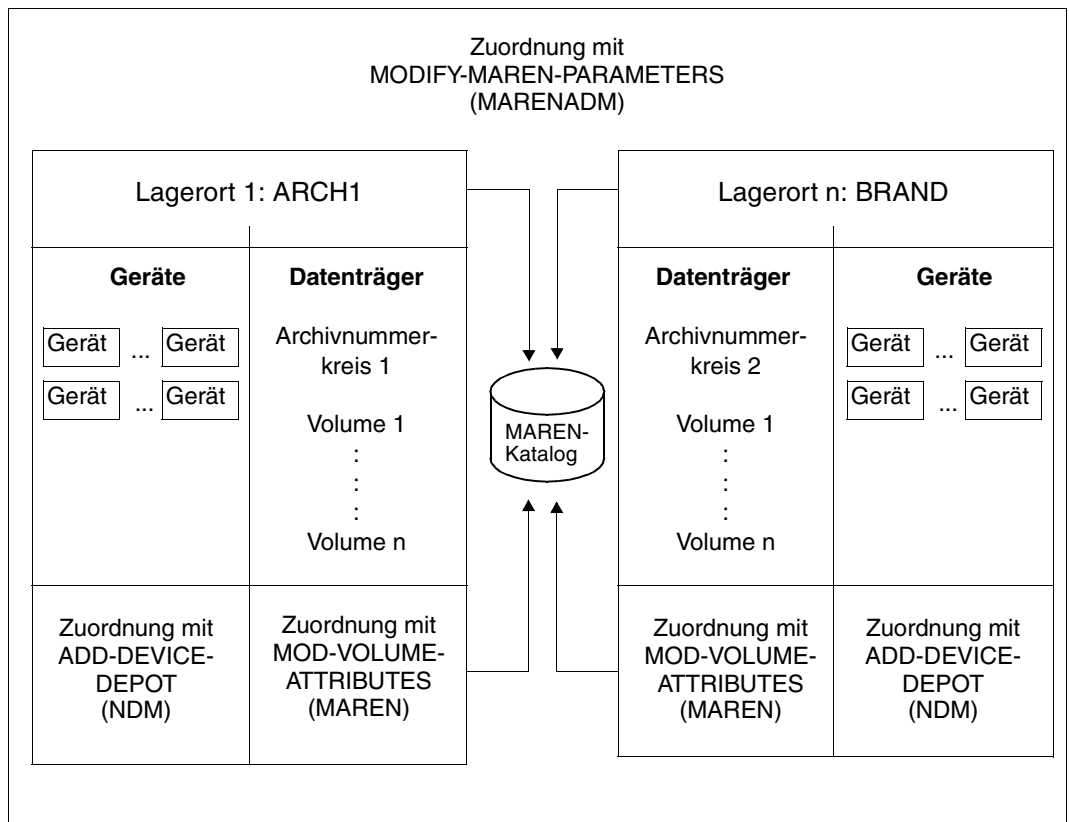 Zuordnung mit
MODIFY-MAREN-PARAMETERS
(MARENADM)
Lagerort 1: ARCH1
Geräte
Gerät ... Gerät
Gerät ... Gerät
Datenträger
Archivnummer-
kreis 1
Volume 1
:
:
:
Volume n
Zuordnung mit
ADD-DEVICE-
DEPOT
(NDM)
Zuordnung mit
MOD-VOLUME-
ATTRIBUTES
(MAREN)
MAREN-
Katalog
Lagerort n: BRAND
Datenträger
Archivnummer-
kreis 2
Volume 1
:
:
:
Volume n
Geräte
Gerät ... Gerät
Gerät ... Gerät
Zuordnung mit
MOD-VOLUME-
ATTRIBUTES
(MAREN)
Zuordnung mit
ADD-DEVICE-
DEPOT
(NDM)